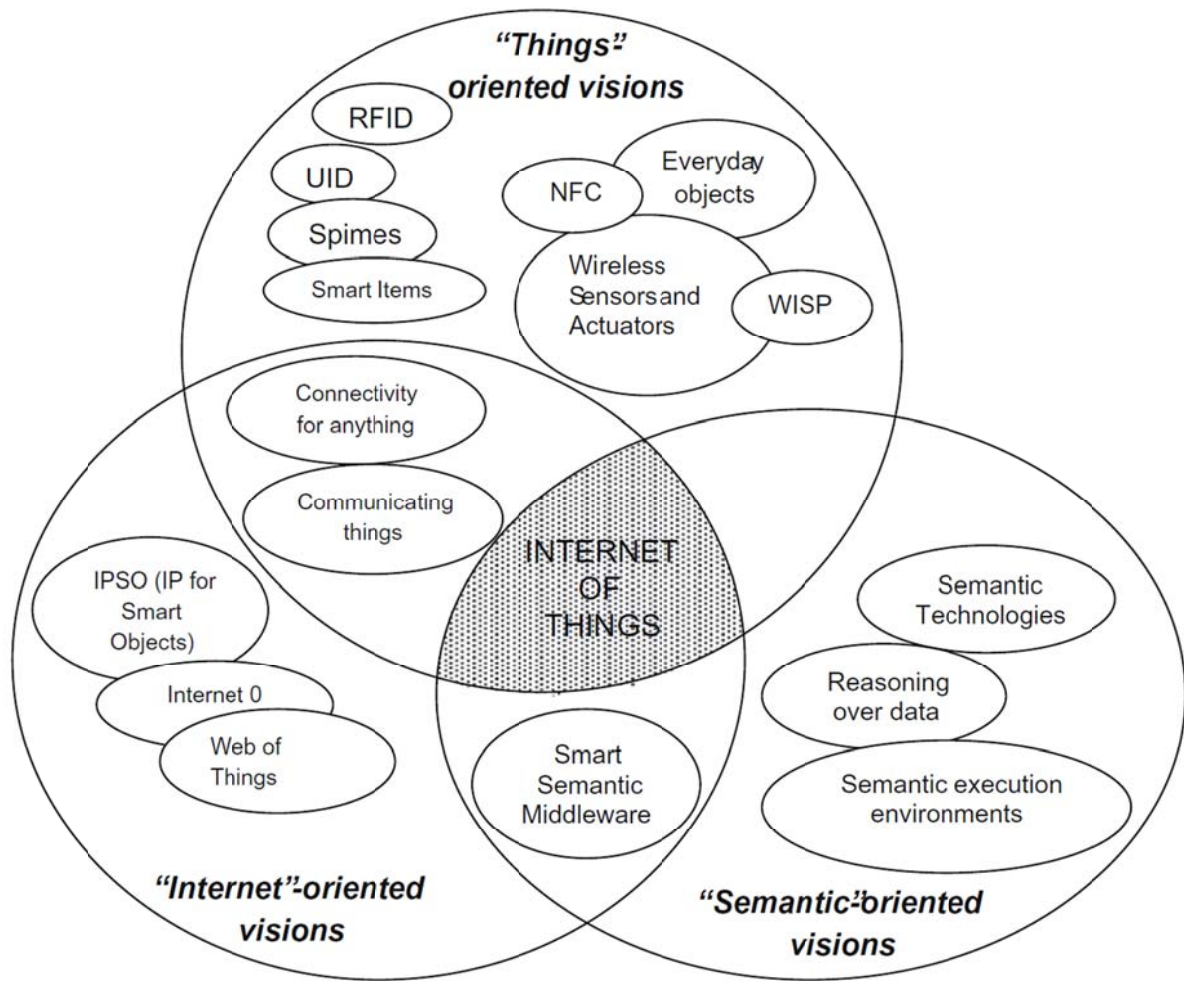 “Things”-
oriented visions
RFID
UID
Spimes
Smart Items
NFC
Everyday
objects
Wireless
Sensors and
Actuators
WISP
Connectivity
for anything
Communicating
things
INTERNET
OF
THINGS
IPSO (IP for
Smart
Objects)
Internet 0
Web of
Things
Smart
Semantic
Middleware
Semantic
Technologies
Reasoning
over data
Semantic execution
environments
“Internet”-oriented
visions
“Semantic”-oriented
visions